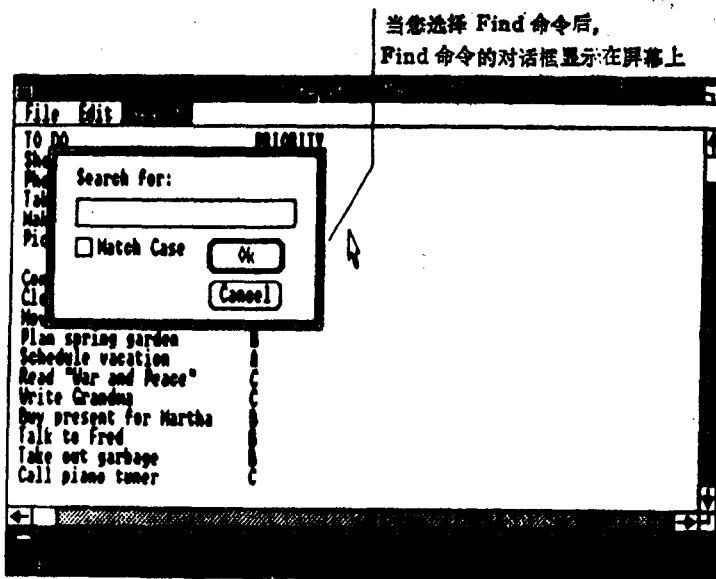 当您选择 Find 命令后,
Find 命令的对话框显示在屏幕上
File Edit
TO DO PRIORITY
Search for:
Match Case
Ok
Cancel
Plan spring garden B
Schedule vacation A
Read "War and Peace" C
Write Grandma C
Buy present for Martha
Talk to Fred
Take out garbage
Call piano tuner C